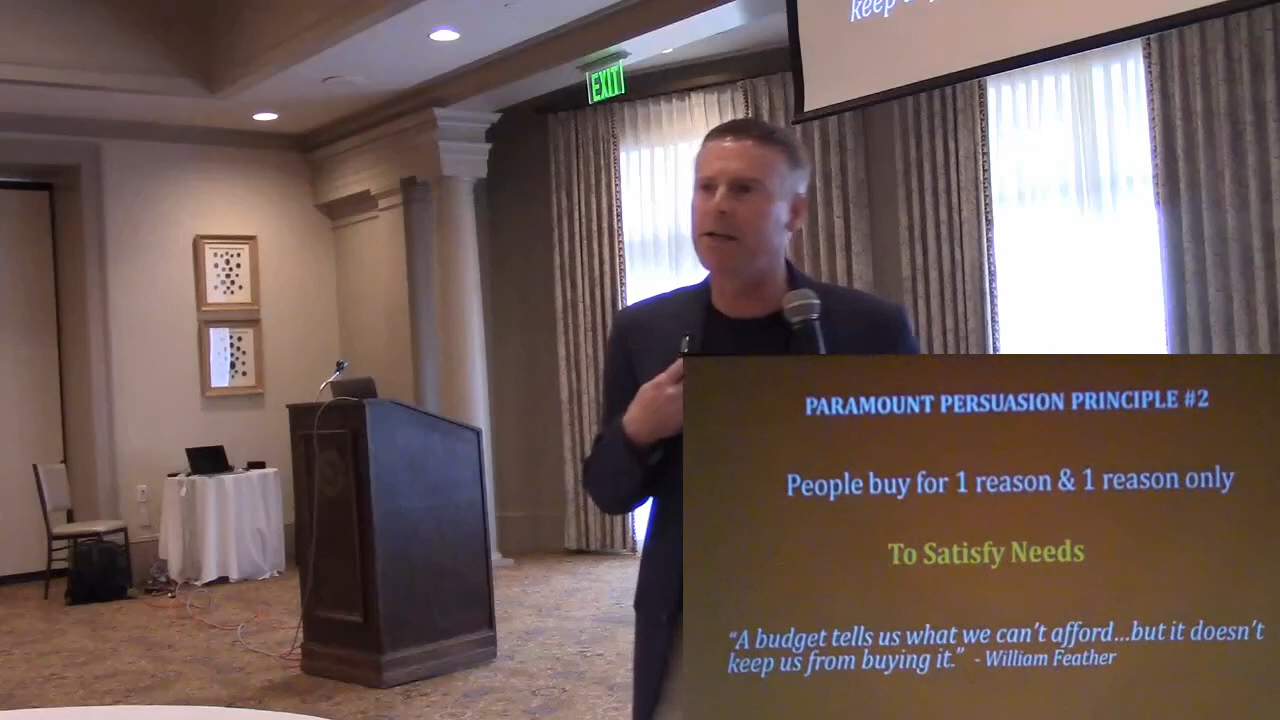 keep
EXIT
PARAMOUNT PERSUASION PRINCIPLE #2
People buy for 1 reason & 1 reason only
To Satisfy Needs
“A budget tells us what we can’t afford...but it doesn’t
keep us from buying it.” - William Feather